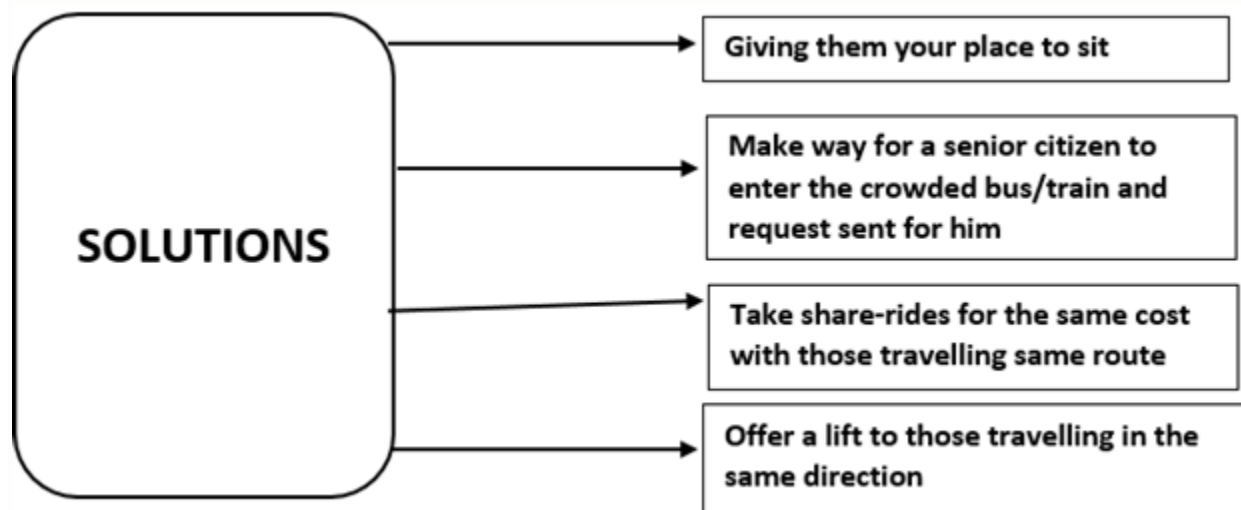 SOLUTIONS
Giving them your place to sit
Make way for a senior citizen to
enter the crowded bus/train and
request sent for him
Take share-rides for the same cost
with those travelling same route
Offer a lift to those travelling in the
same direction